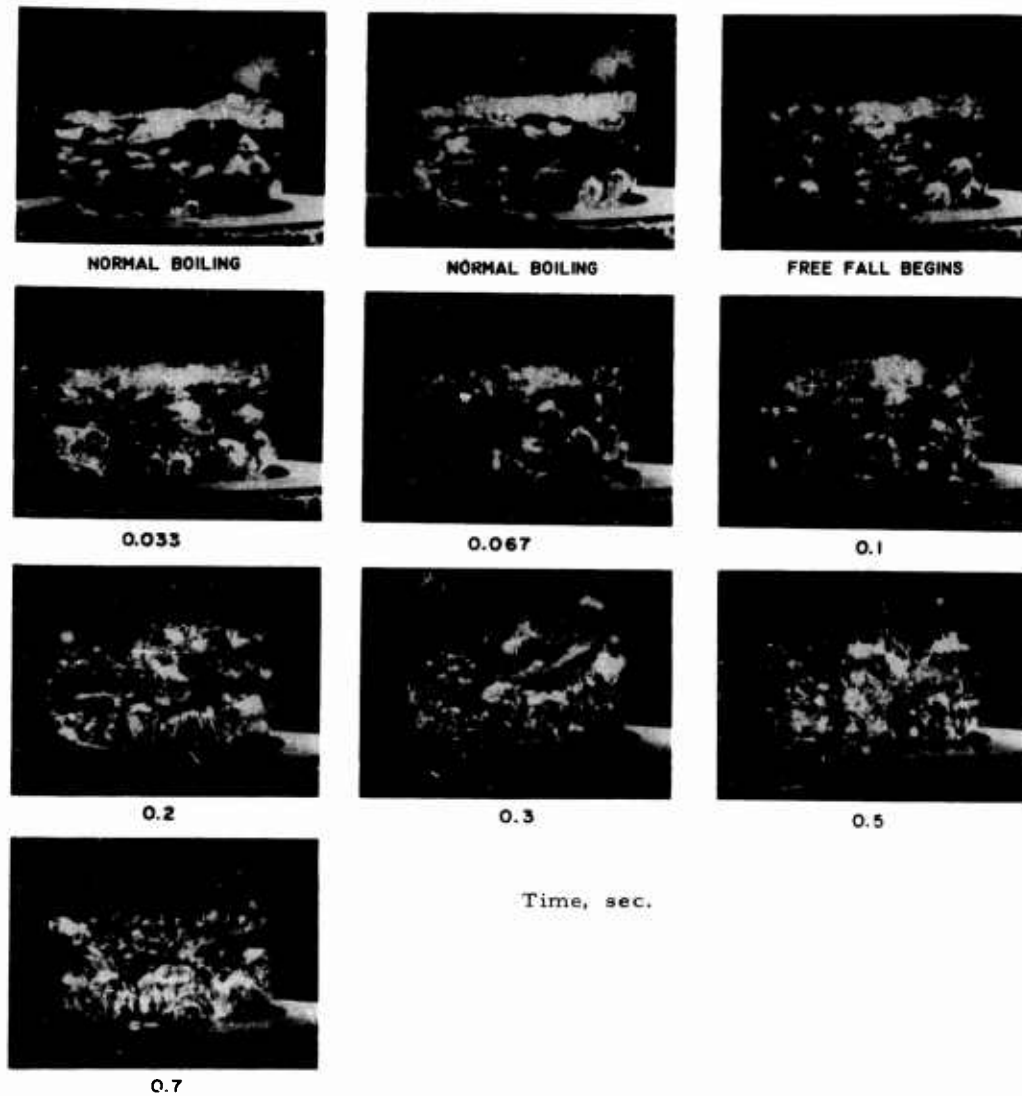 NORMAL BOILING
NORMAL BOILING
FREE FALL BEGINS
0.033
0.067
0.1
0.2
0.3
0.5
Time, sec.
0.7